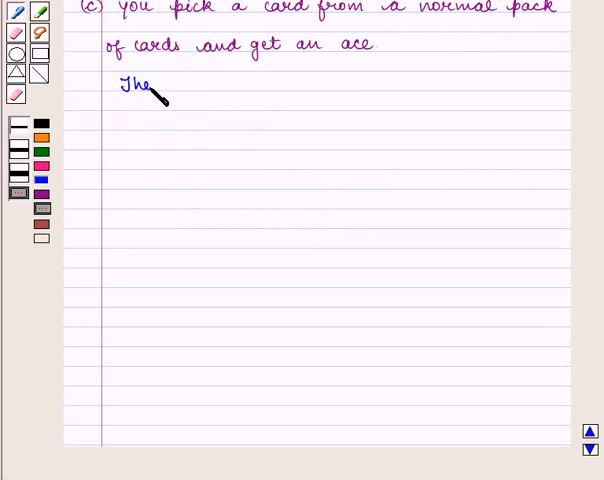 (c) you pick a card from a normal pack
of cards and get an ace.
The